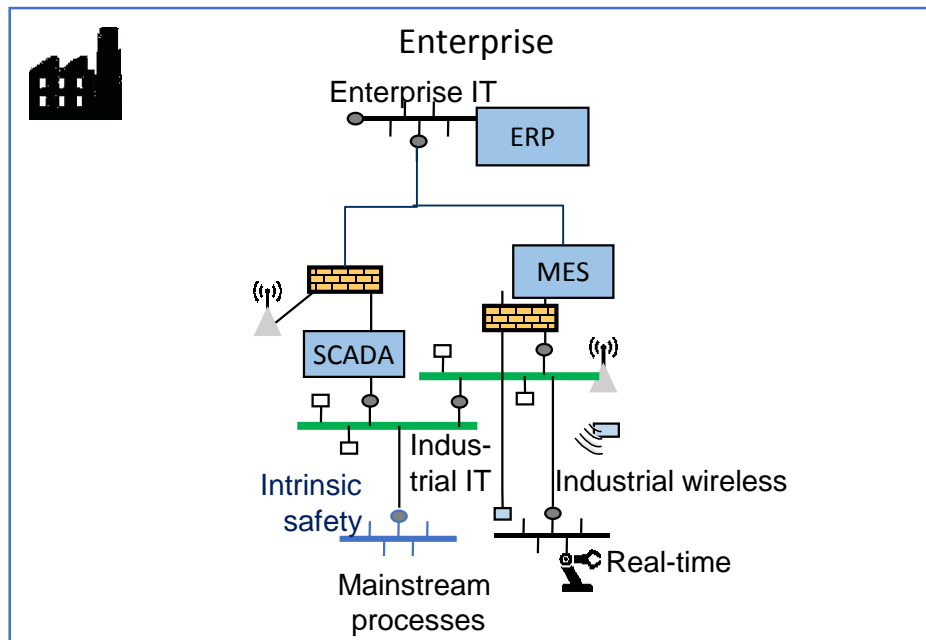 Enterprise
Enterprise IT
ERP
MES
SCADA
Indus-
trial IT
Intrinsic
safety
Industrial wireless
Real-time
Mainstream
processes